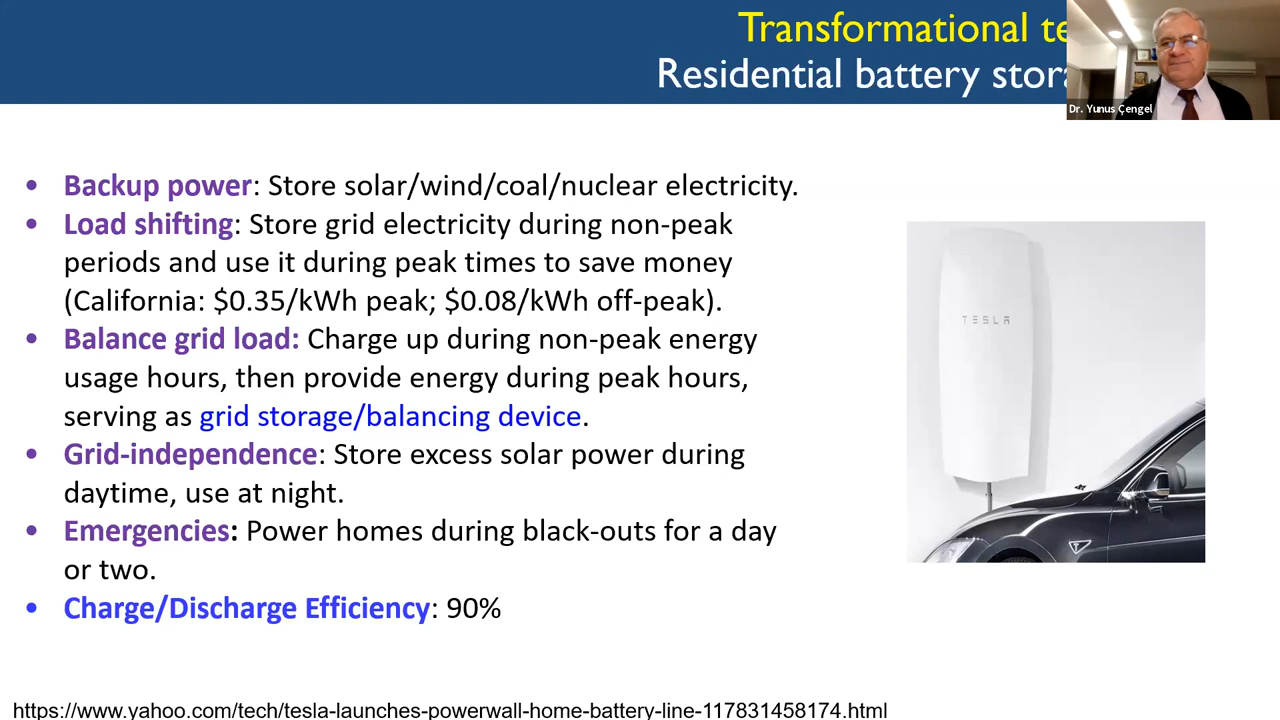 Transformational te
Residential battery stora
Dr. Yunus Çengel
• Backup power: Store solar/wind/coal/nuclear electricity.
• Load shifting: Store grid electricity during non-peak
periods and use it during peak times to save money
(California: $0.35/kWh peak; $0.08/kWh off-peak).
• Balance grid load: Charge up during non-peak energy
usage hours, then provide energy during peak hours,
serving as grid storage/balancing device.
• Grid-independence: Store excess solar power during
daytime, use at night.
• Emergencies: Power homes during black-outs for a day
or two.
• Charge/Discharge Efficiency: 90%
TESLA
https://www.yahoo.com/tech/tesla-launches-powerwall-home-battery-line-117831458174.html